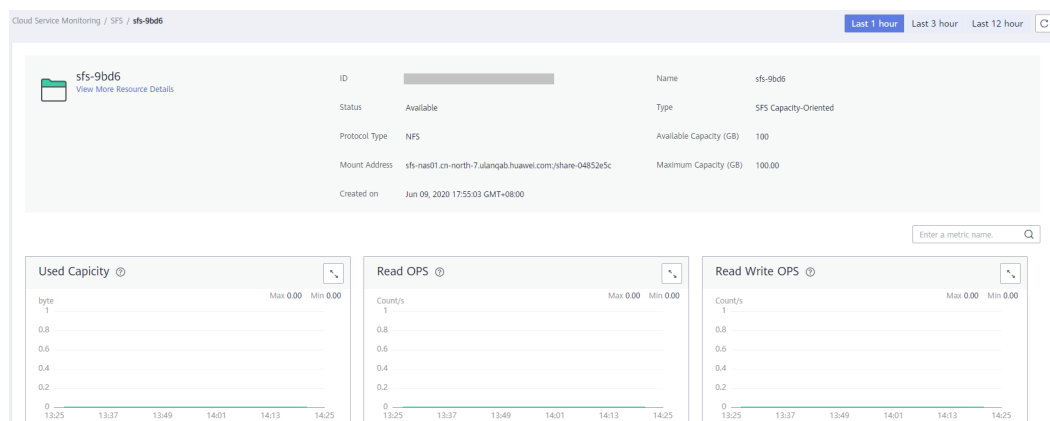 Cloud Service Monitoring / SFS / sfs-9bd6
Last 1 hour Last 3 hour Last 12 hour
sfs-9bd6
View More Resource Details
ID
Name sfs-9bd6
Status Available
Type SFS Capacity-Oriented
Protocol Type NFS
Available Capacity (GB) 100
Mount Address sfs-nas01.cn-north-7.ulanqab.huawei.com:/share-04852e5c
Maximum Capacity (GB) 100.00
Created on Jun 09, 2020 17:55:03 GMT+08:00
Enter a metric name.
Used Capicity
byte Max 0.00 Min 0.00
1
0.8
0.6
0.4
0.2
0
13:25 13:37 13:49 14:01 14:13 14:25
Read OPS
Count/s Max 0.00 Min 0.00
1
0.8
0.6
0.4
0.2
0
13:25 13:37 13:49 14:01 14:13 14:25
Read Write OPS
Count/s Max 0.00 Min 0.00
1
0.8
0.6
0.4
0.2
0
13:25 13:37 13:49 14:01 14:13 14:25